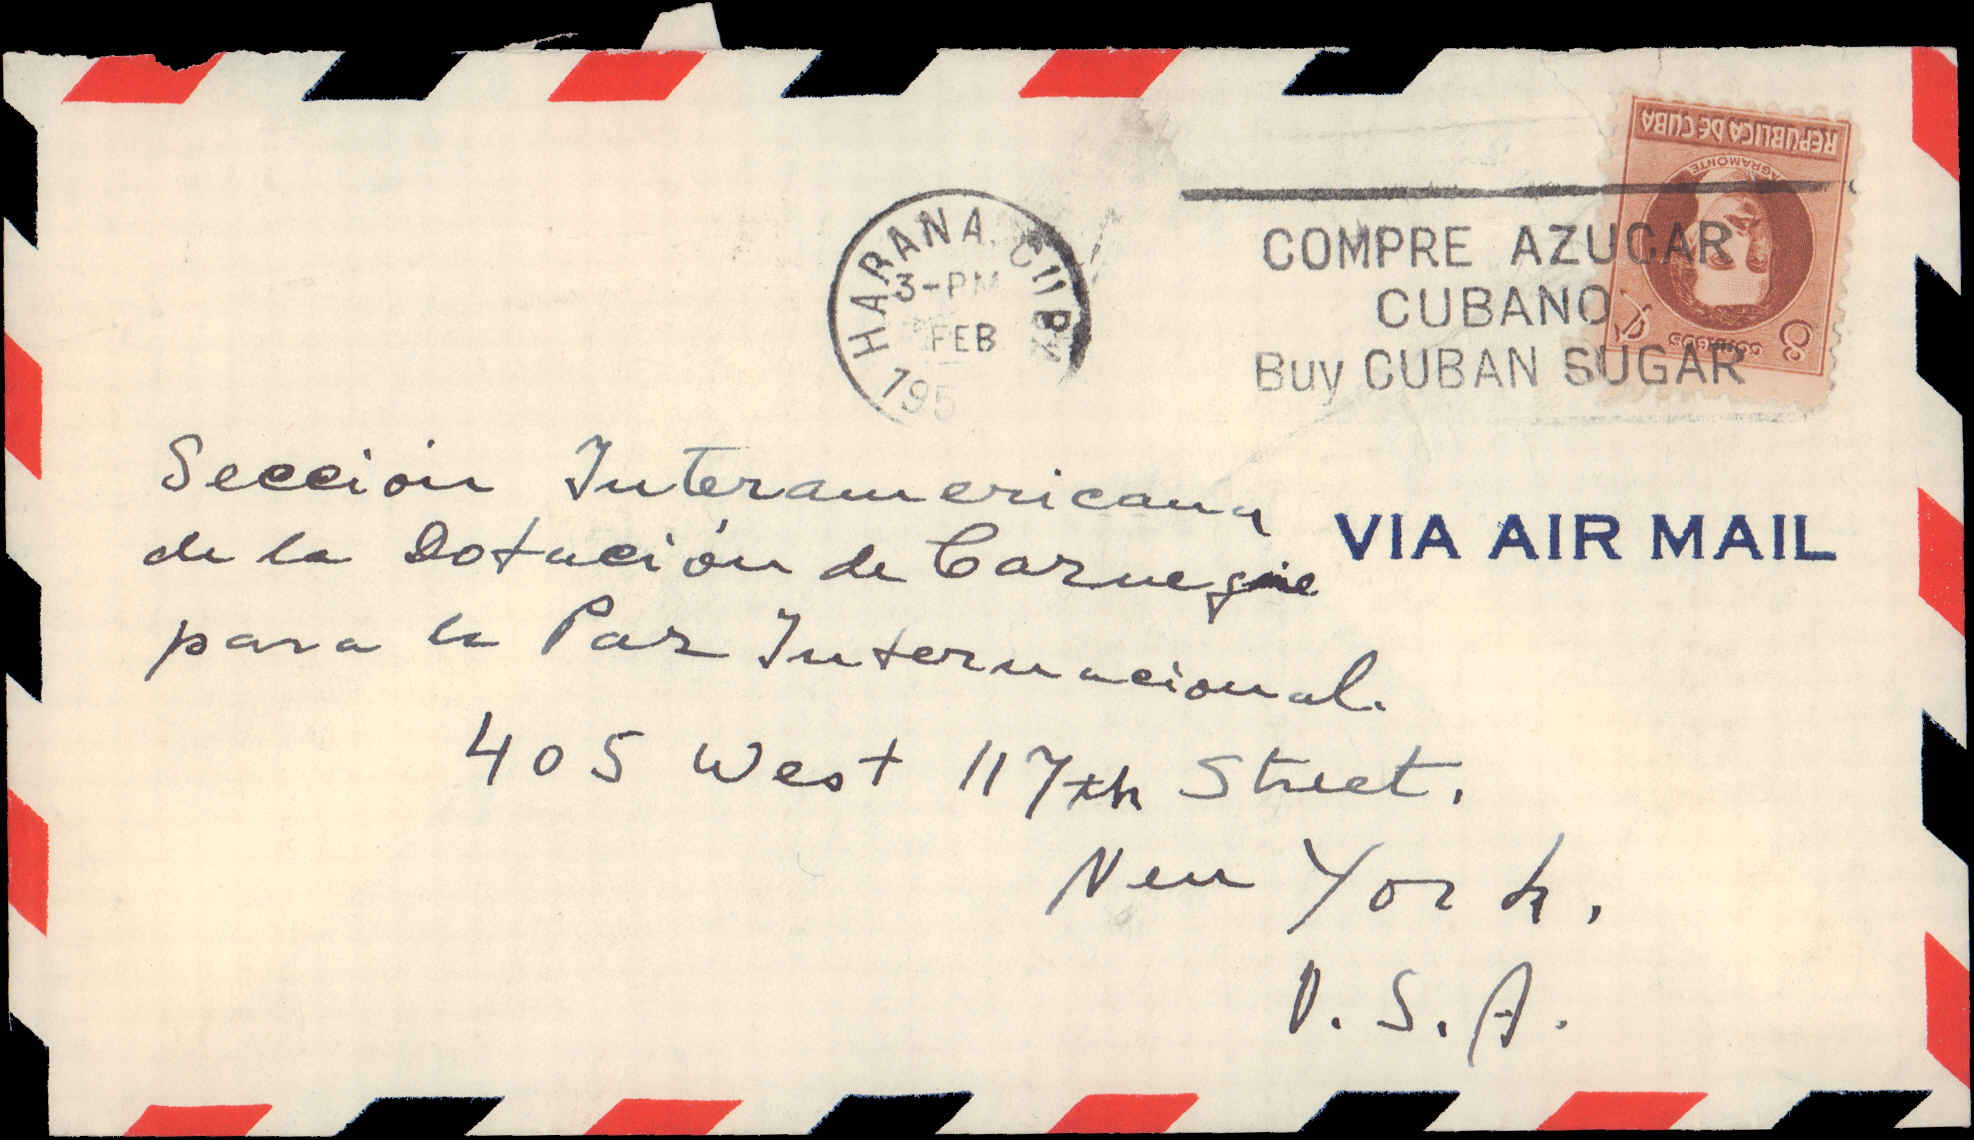 REPUBLICA DE CUBA
AGRAMONTE
CORREOS
HABANA, CUBA
3-PM
FEB
195
COMPRE AZUCAR
CUBANO
Buy CUBAN SUGAR
VIA AIR MAIL
Sección Interamericana
de la Dotación de Carnegie
para la Paz Internacional.
405 West 117th Street.
New York.
U.S.A.